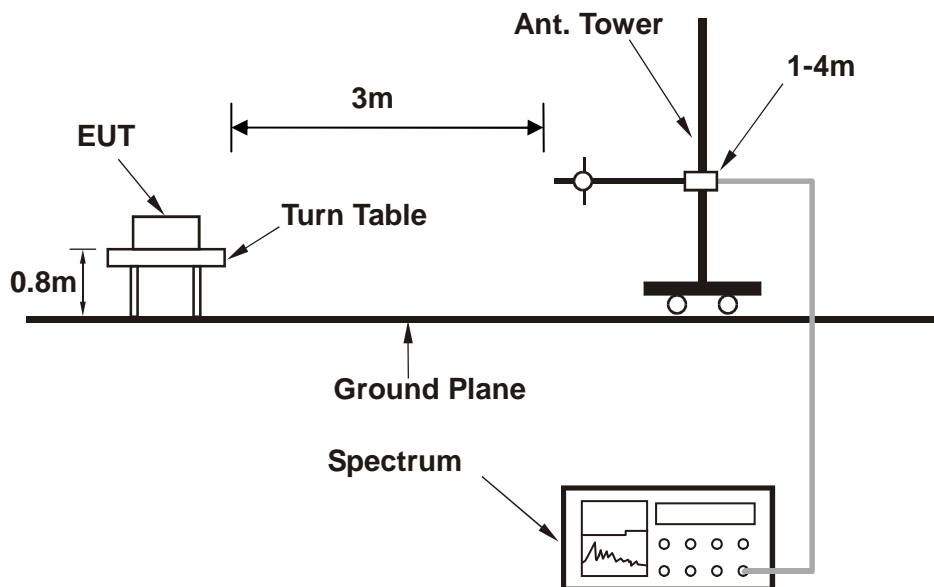 Ant. Tower
1-4m
3m
EUT
Turn Table
0.8m
Ground Plane
Spectrum